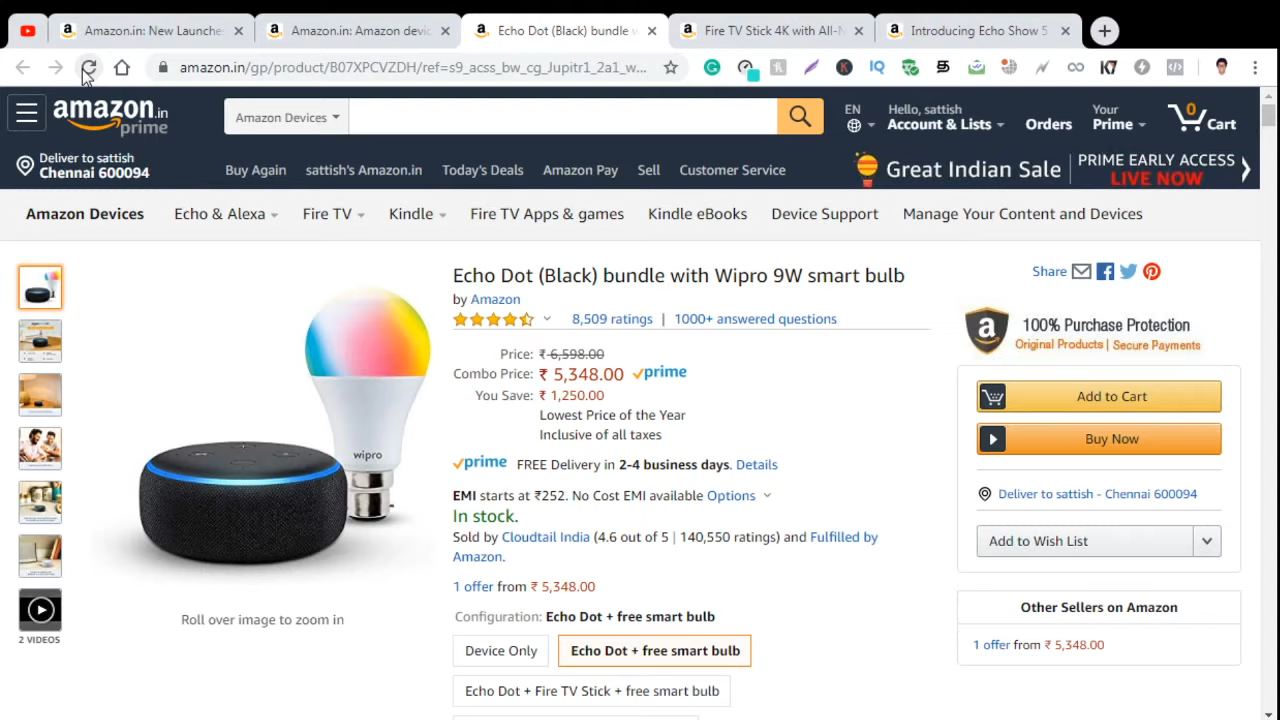 Amazon.in: New Launche
Amazon.in: Amazon devic
Echo Dot (Black) bundle w
Fire TV Stick 4K with All-N
Introducing Echo Show 5
amazon.in/gp/product/B07XPCVZDH/ref=s9_acss_bw_cg_Jupitr1_2a1_w...
amazon.in
prime
Amazon Devices
EN
Hello, sattish
Account & Lists
Orders
Your
Prime
0
Cart
Deliver to sattish
Chennai 600094
Buy Again
sattish's Amazon.in
Today's Deals
Amazon Pay
Sell
Customer Service
Great Indian Sale
PRIME EARLY ACCESS
LIVE NOW
Amazon Devices
Echo & Alexa
Fire TV
Kindle
Fire TV Apps & games
Kindle eBooks
Device Support
Manage Your Content and Devices
wipro
Roll over image to zoom in
2 VIDEOS
Echo Dot (Black) bundle with Wipro 9W smart bulb
by Amazon
8,509 ratings | 1000+ answered questions
Price: ₹ 6,598.00
Combo Price: ₹ 5,348.00 prime
You Save: ₹ 1,250.00
Lowest Price of the Year
Inclusive of all taxes
prime FREE Delivery in 2-4 business days. Details
EMI starts at ₹252. No Cost EMI available Options
In stock.
Sold by Cloudtail India (4.6 out of 5 | 140,550 ratings) and Fulfilled by
Amazon.
1 offer from ₹ 5,348.00
Configuration: Echo Dot + free smart bulb
Device Only
Echo Dot + free smart bulb
Echo Dot + Fire TV Stick + free smart bulb
Share
100% Purchase Protection
Original Products | Secure Payments
Add to Cart
Buy Now
Deliver to sattish - Chennai 600094
Add to Wish List
Other Sellers on Amazon
1 offer from ₹ 5,348.00